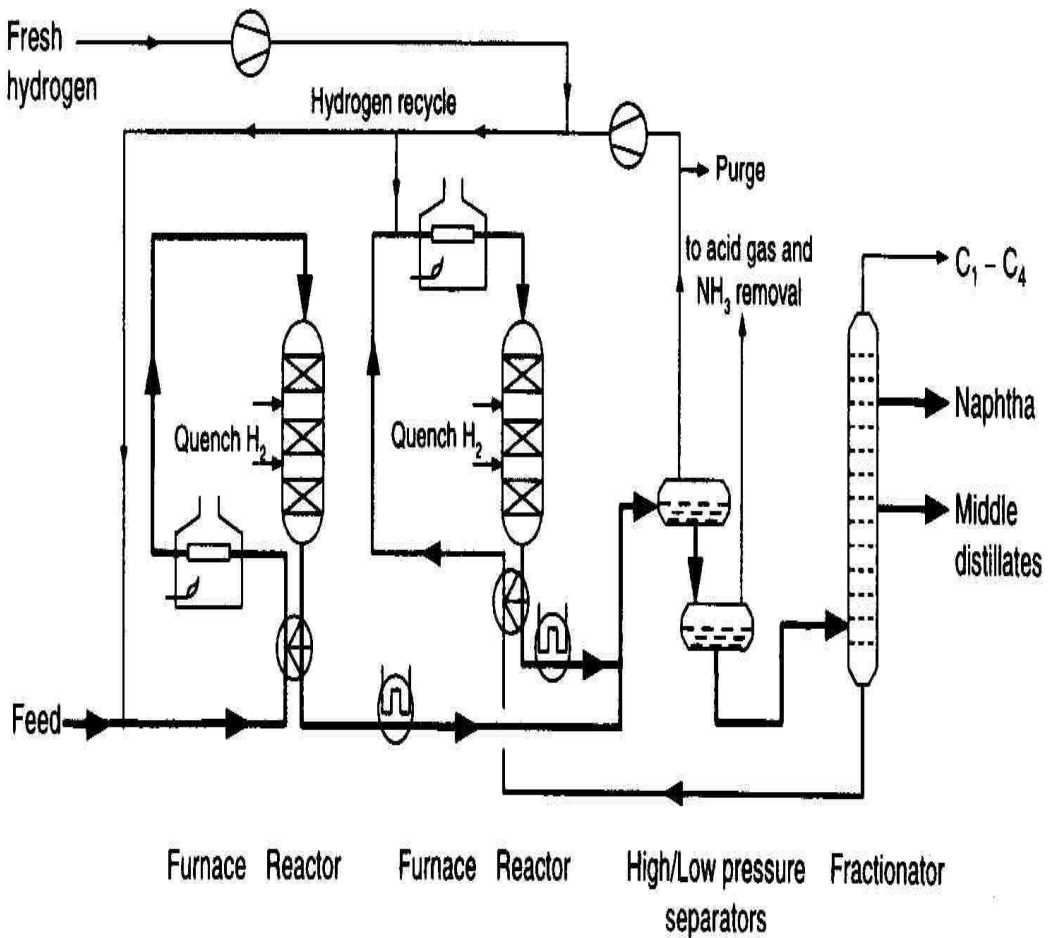 Fresh
hydrogen
Hydrogen recycle
Purge
to acid gas and
NH₃ removal
C₁ – C₄
Naphtha
Quench H₂
Quench H₂
Middle
distillates
Feed
Furnace
Reactor
Furnace
Reactor
High/Low pressure
separators
Fractionator